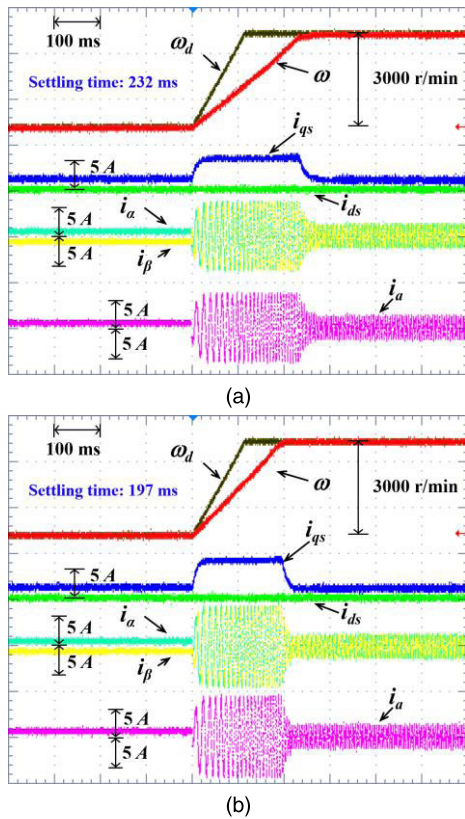 100 ms
ω_d
ω
Settling time: 232 ms
3000 r/min
i_qs
5 A
i_α
i_ds
5 A
5 A
i_β
5 A
i_a
5 A
(a)
100 ms
ω_d
ω
Settling time: 197 ms
3000 r/min
i_qs
5 A
i_α
i_ds
5 A
5 A
i_β
5 A
i_a
5 A
(b)